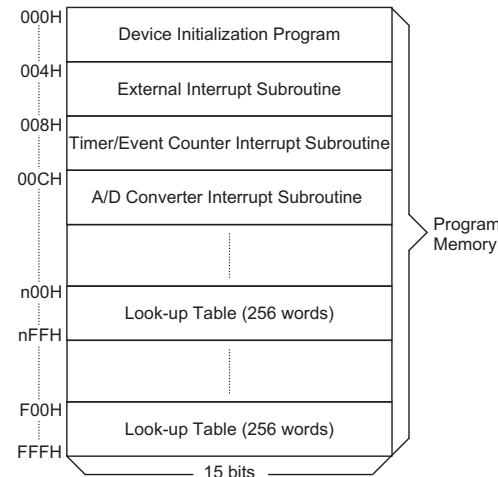 000H
Device Initialization Program
004H
External Interrupt Subroutine
008H
Timer/Event Counter Interrupt Subroutine
00CH
A/D Converter Interrupt Subroutine
Program
Memory
n00H
Look-up Table (256 words)
nFFH
F00H
Look-up Table (256 words)
FFFH
15 bits